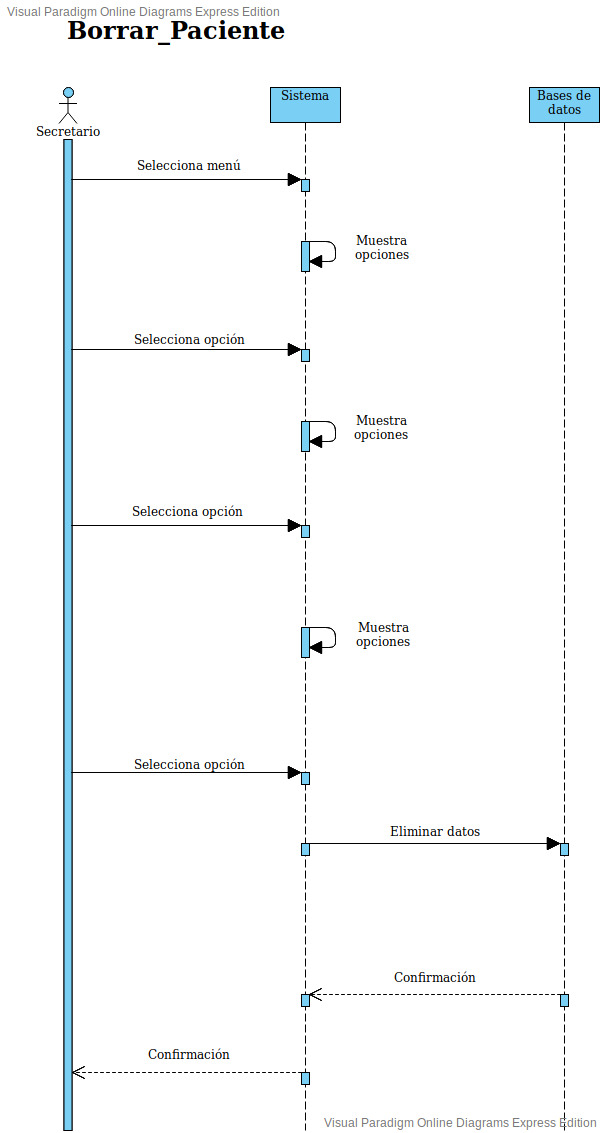 Visual Paradigm Online Diagrams Express Edition
Borrar_Paciente
Sistema
Bases de
datos
Secretario
Selecciona menú
Muestra
opciones
Selecciona opción
Muestra
opciones
Selecciona opción
Muestra
opciones
Selecciona opción
Eliminar datos
Confirmación
Confirmación
Visual Paradigm Online Diagrams Express Edition